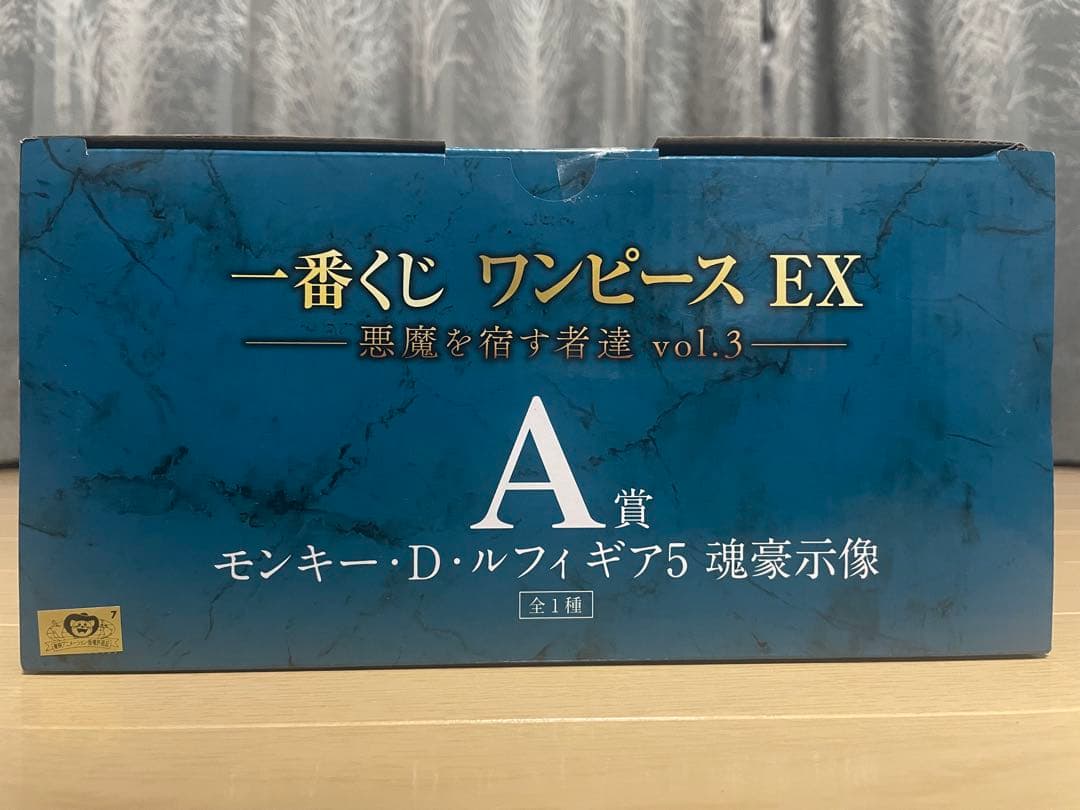 一番くじ ワンピース EX
悪魔を宿す者達 vol.3
A賞
モンキー・D・ルフィ ギア5 魂豪示像
全1種
7